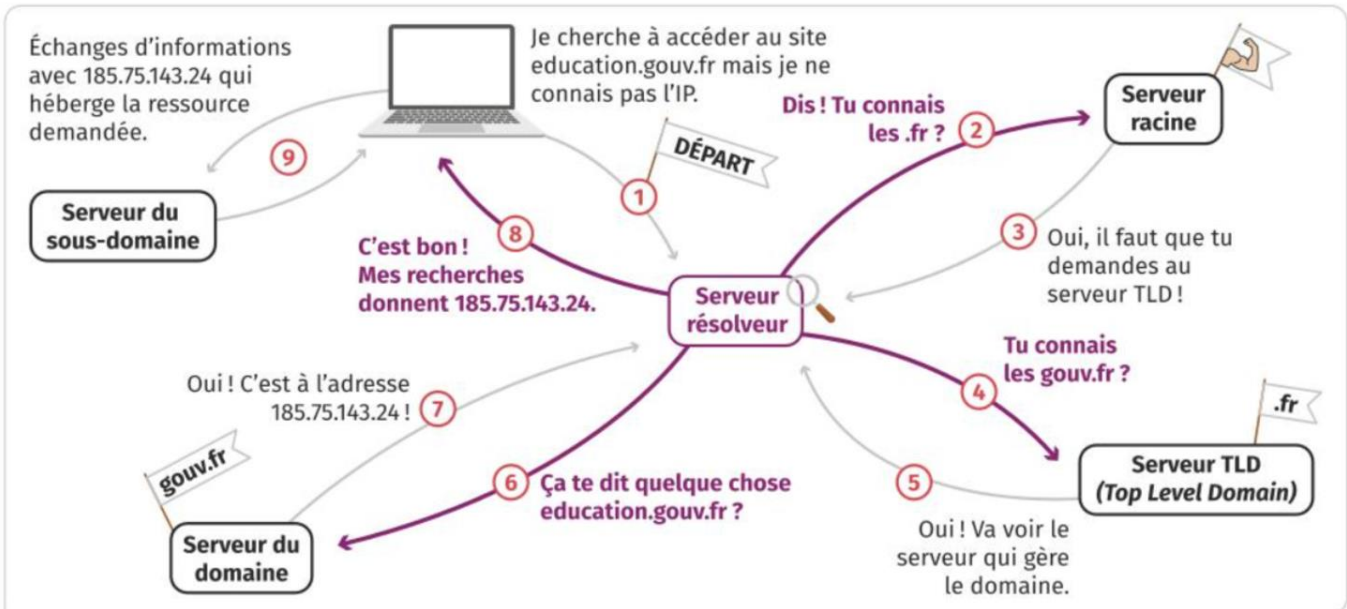 Échanges d’informations
avec 185.75.143.24 qui
héberge la ressource
demandée.
Je cherche à accéder au site
education.gouv.fr mais je ne
connais pas l’IP.
Dis ! Tu connais
les .fr ?
2
Serveur
racine
DÉPART
1
9
Serveur du
sous-domaine
8
C’est bon !
Mes recherches
donnent 185.75.143.24.
3
Oui, il faut que tu
demandes au
serveur TLD !
Serveur
résolveur
Tu connais
les gouv.fr ?
4
.fr
Serveur TLD
(Top Level Domain)
5
Oui ! Va voir le
serveur qui gère
le domaine.
Oui ! C’est à l’adresse
185.75.143.24 !
7
6
Ça te dit quelque chose
education.gouv.fr ?
gouv.fr
Serveur du
domaine